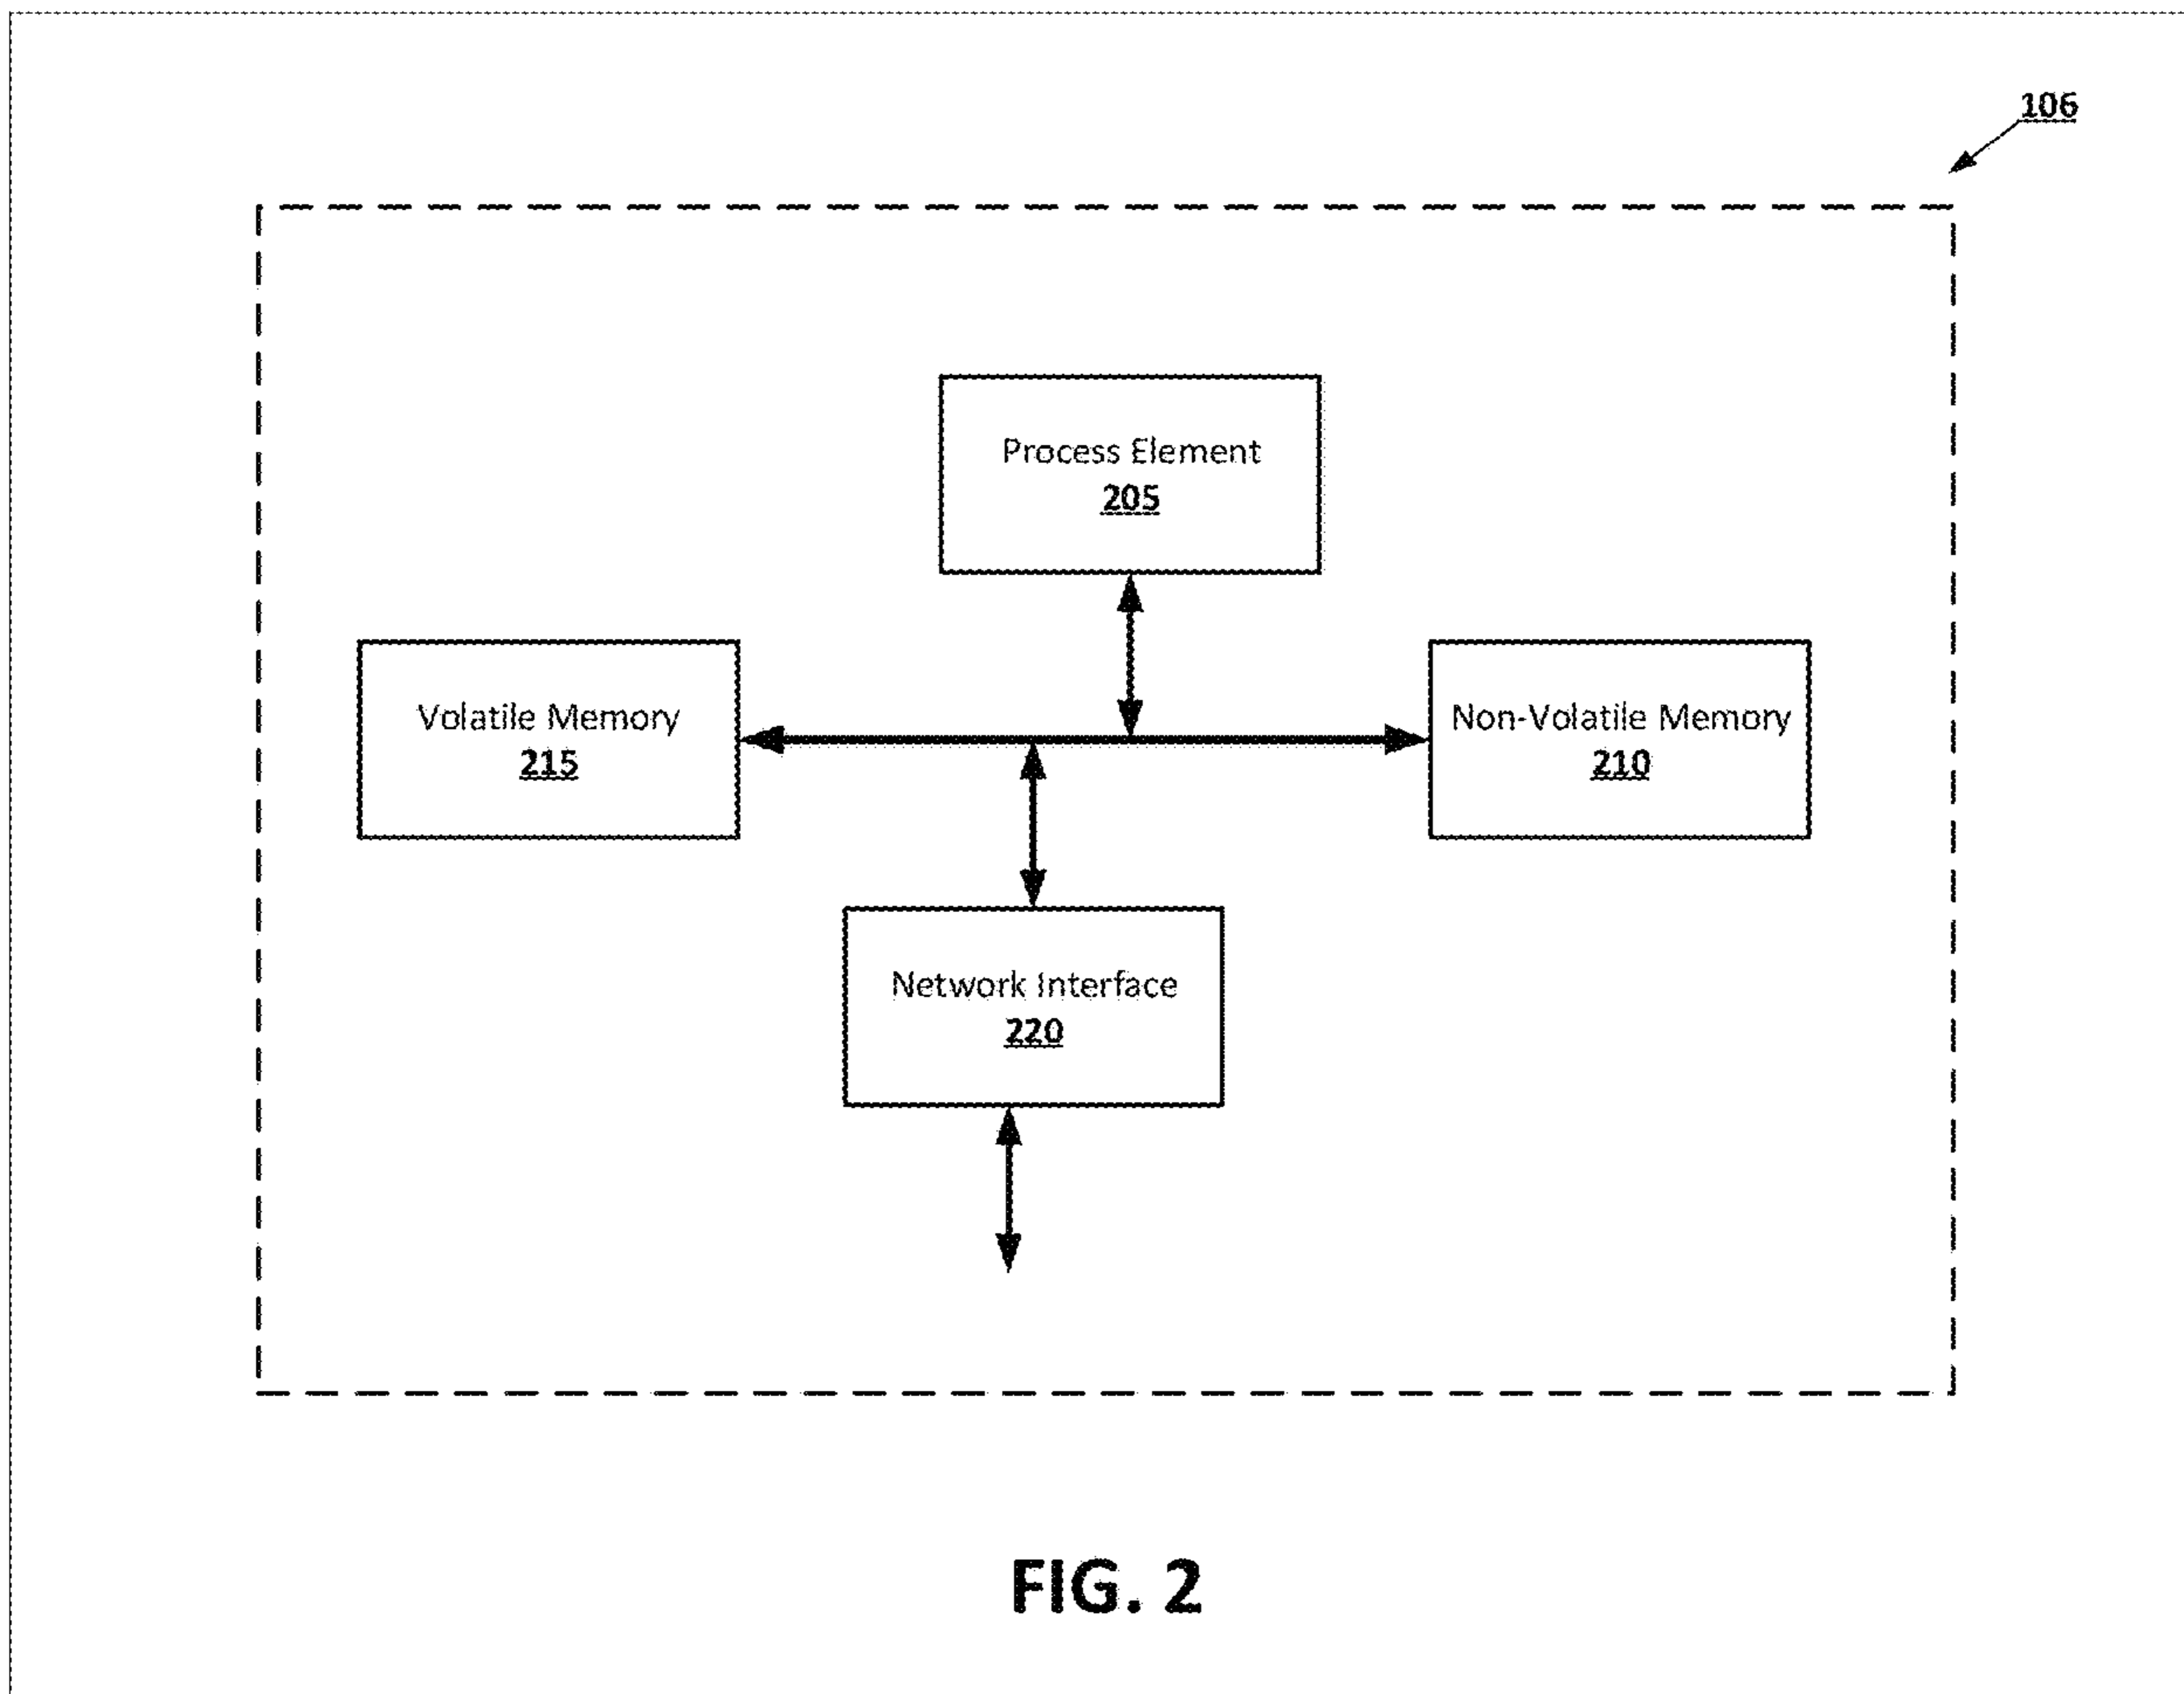 106
Process Element
205
Volatile Memory
215
Non-Volatile Memory
210
Network Interface
220
FIG. 2